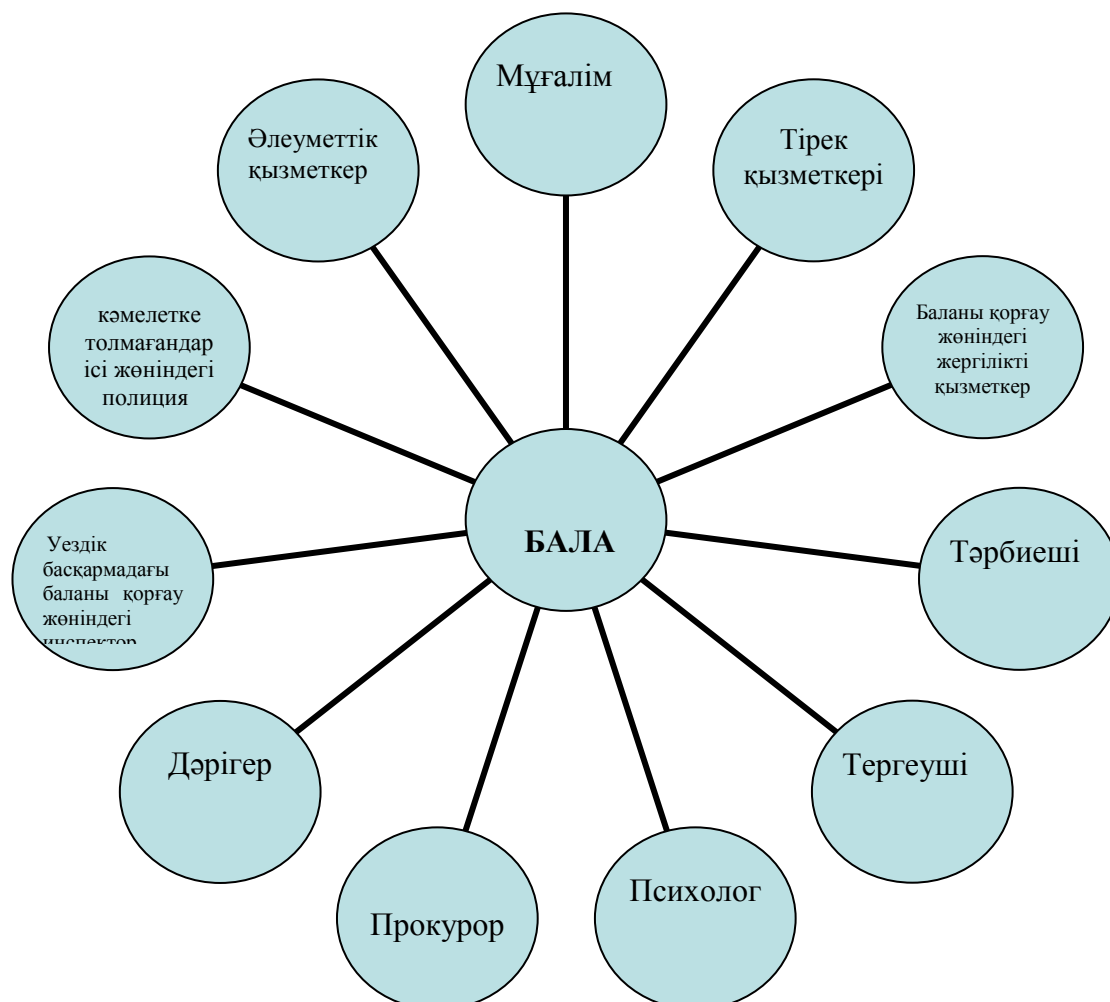 Мұғалім
Тірек
қызметкері
Баланы қорғау
жөніндегі
жергілікті
қызметкер
Тәрбиеші
Тергеуші
Психолог
Прокурор
Дәрігер
Уездік
басқармадағы
баланы қорғау
жөніндегі
инспектор
кәмелетке
толмағандар
ісі жөніндегі
полиция
Әлеуметтік
қызметкер
БАЛА